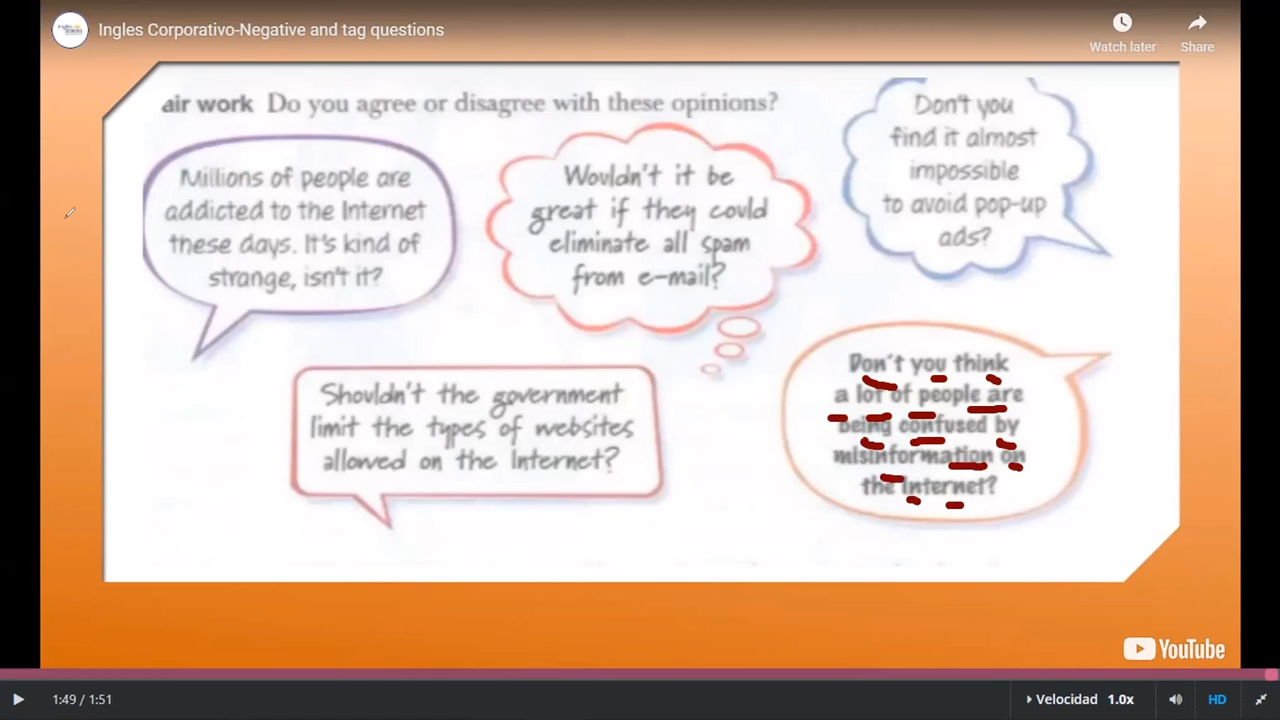 Ingles Corporativo-Negative and tag questions
Watch later
Share
air work Do you agree or disagree with these opinions?
Millions of people are
addicted to the Internet
these days. It's kind of
strange, isn't it?
Wouldn't it be
great if they could
eliminate all spam
from e-mail?
Don't you
find it almost
impossible
to avoid pop-up
ads?
Shouldn't the government
limit the types of websites
allowed on the Internet?
Don't you think
a lot of people are
being confused by
misinformation on
the Internet?
YouTube
1:49 / 1:51
Velocidad 1.0x
HD